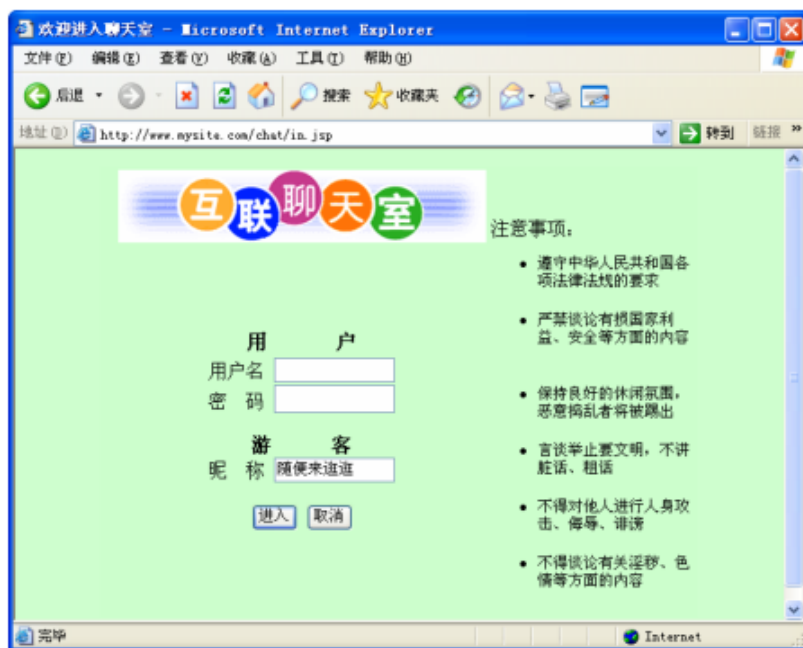 欢迎进入聊天室 - Microsoft Internet Explorer
文件(F) 编辑(E) 查看(V) 收藏(A) 工具(T) 帮助(H)
后退 搜索 收藏夹
地址(D) http://www.mysite.com/chat/in.jsp 转到 链接 »
互联聊天室
注意事项:
• 遵守中华人民共和国各
项法律法规的要求
• 严禁谈论有损国家利
益、安全等方面的内容
• 保持良好的休闲氛围,
恶意捣乱者将被踢出
• 言谈举止要文明,不讲
脏话、粗话
• 不得对他人进行人身攻
击、侮辱、诽谤
• 不得谈论有关淫秽、色
情等方面的内容
用 户
用户名
密 码
游 客
昵 称 随便来逛逛
进入 取消
完毕 Internet